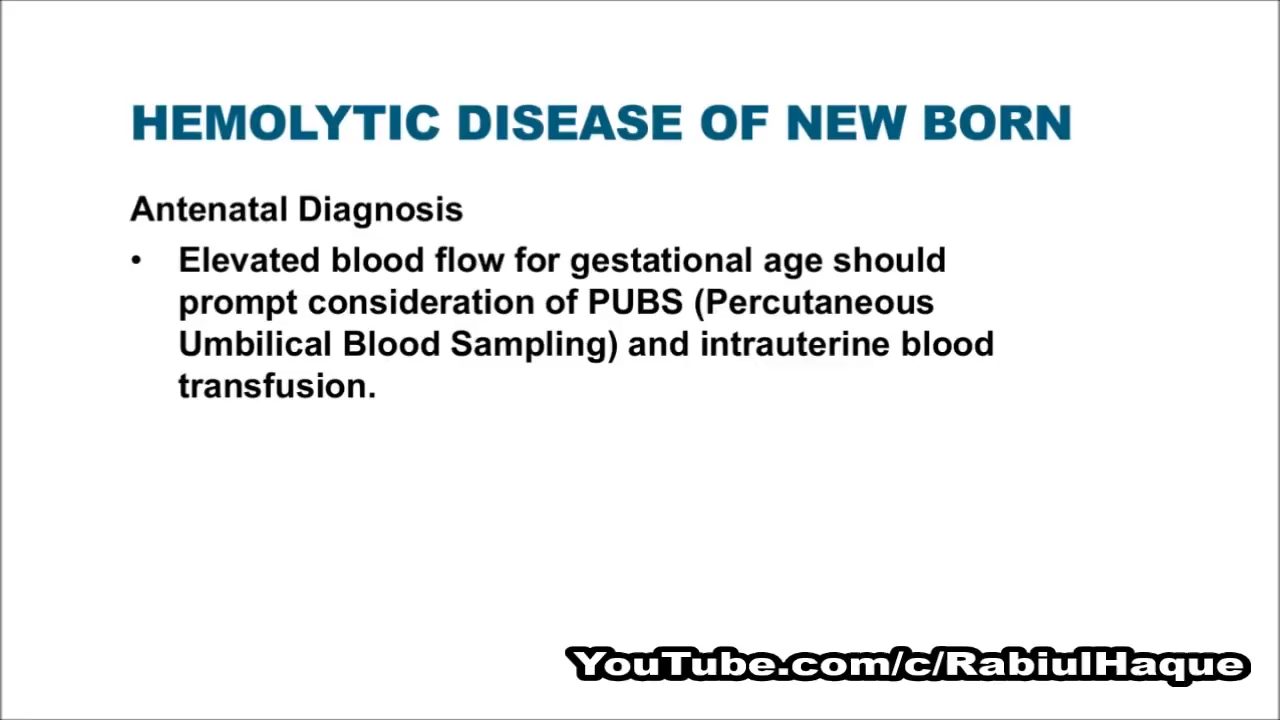 HEMOLYTIC DISEASE OF NEW BORN
Antenatal Diagnosis
• Elevated blood flow for gestational age should
prompt consideration of PUBS (Percutaneous
Umbilical Blood Sampling) and intrauterine blood
transfusion.
YouTube.com/c/RabiulHaque